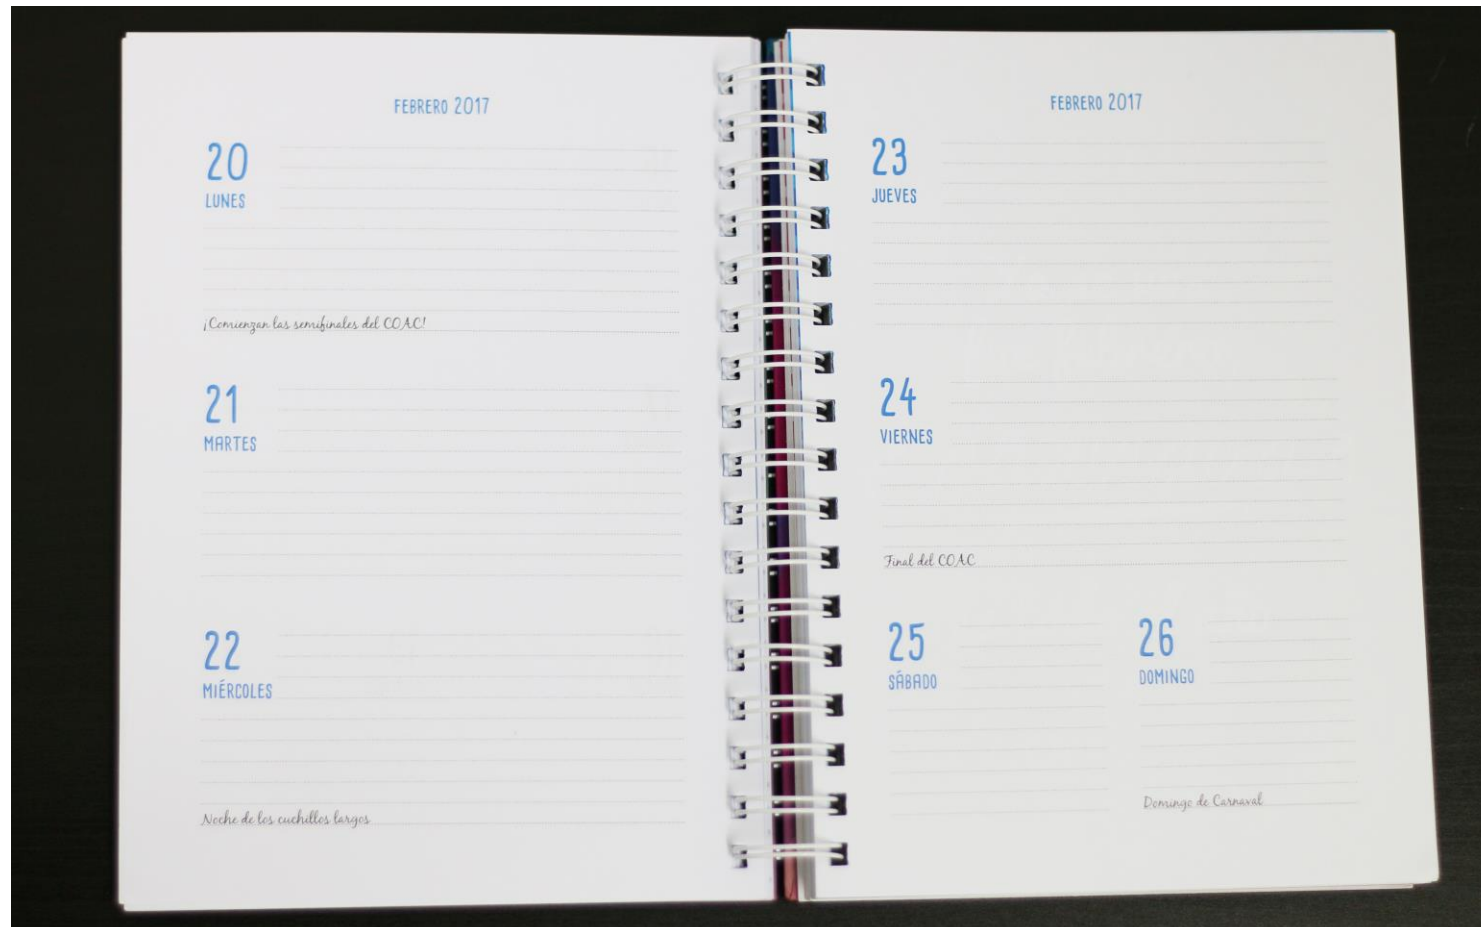 FEBRERO 2017
20
LUNES
¡Comienzan las semifinales del COAC!
21
MARTES
22
MIÉRCOLES
Noche de los cuchillos largos
FEBRERO 2017
23
JUEVES
24
VIERNES
Final del COAC
25
SÁBADO
26
DOMINGO
Domingo de Carnaval